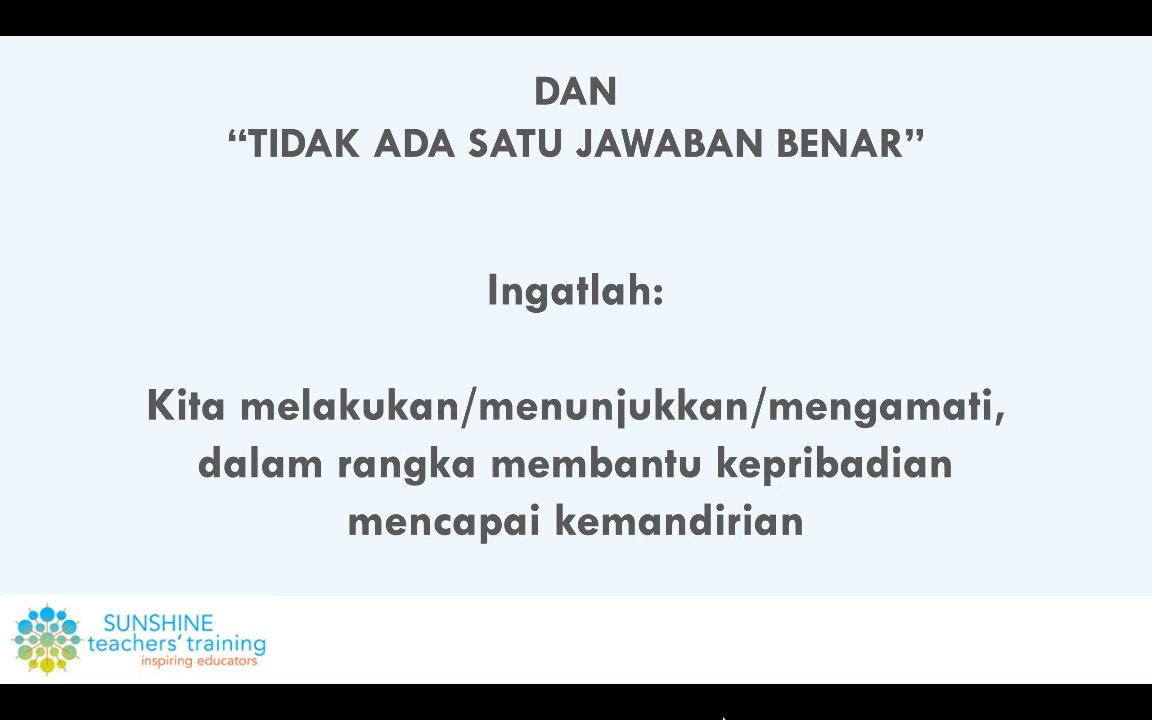 DAN
“TIDAK ADA SATU JAWABAN BENAR”
Ingatlah:
Kita melakukan/menunjukkan/mengamati,
dalam rangka membantu kepribadian
mencapai kemandirian
SUNSHINE
teachers’ training
inspiring educators